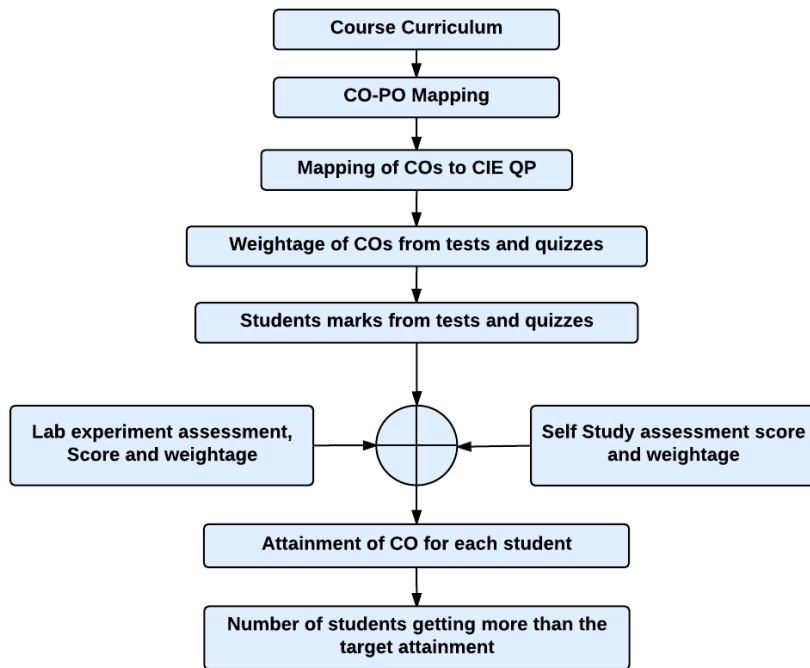 Course Curriculum
CO-PO Mapping
Mapping of COs to CIE QP
Weightage of COs from tests and quizzes
Students marks from tests and quizzes
Lab experiment assessment,
Score and weightage
Self Study assessment score
and weightage
Attainment of CO for each student
Number of students getting more than the
target attainment